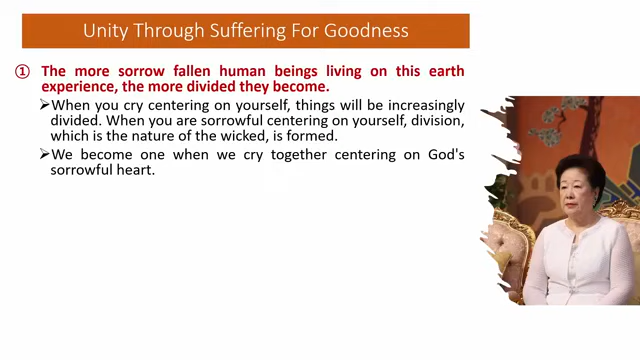 Unity Through Suffering For Goodness
① The more sorrow fallen human beings living on this earth
experience, the more divided they become.
➢When you cry centering on yourself, things will be increasingly
divided. When you are sorrowful centering on yourself, division,
which is the nature of the wicked, is formed.
➢We become one when we cry together centering on God's
sorrowful heart.